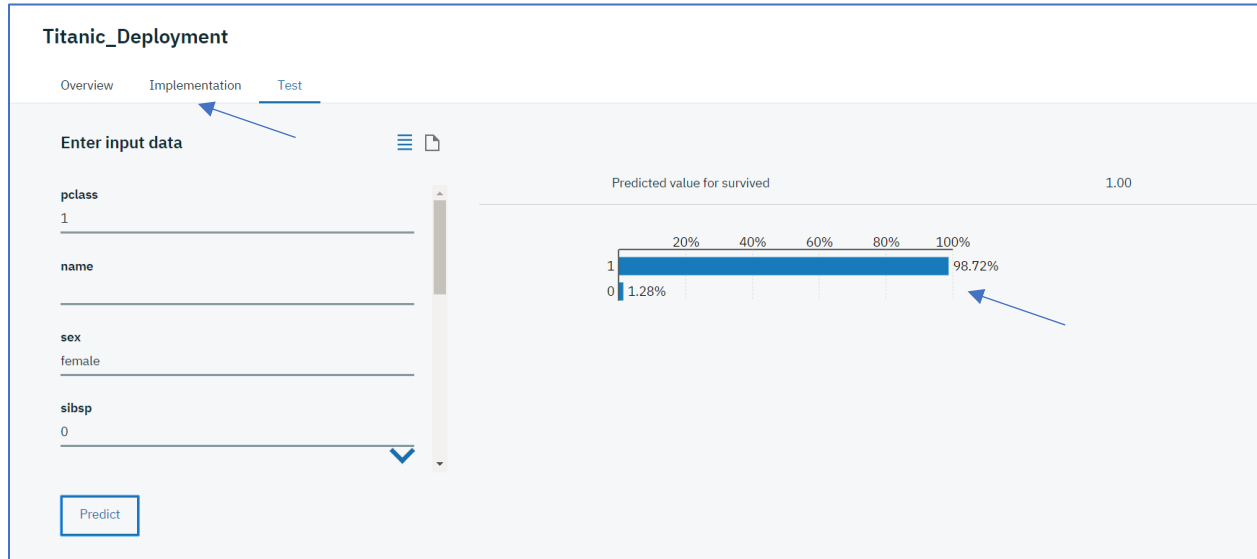 Titanic_Deployment
Overview Implementation Test
Enter input data
pclass
1
name
sex
female
sibsp
0
Predict
Predicted value for survived 1.00
20% 40% 60% 80% 100%
1 98.72%
0 1.28%